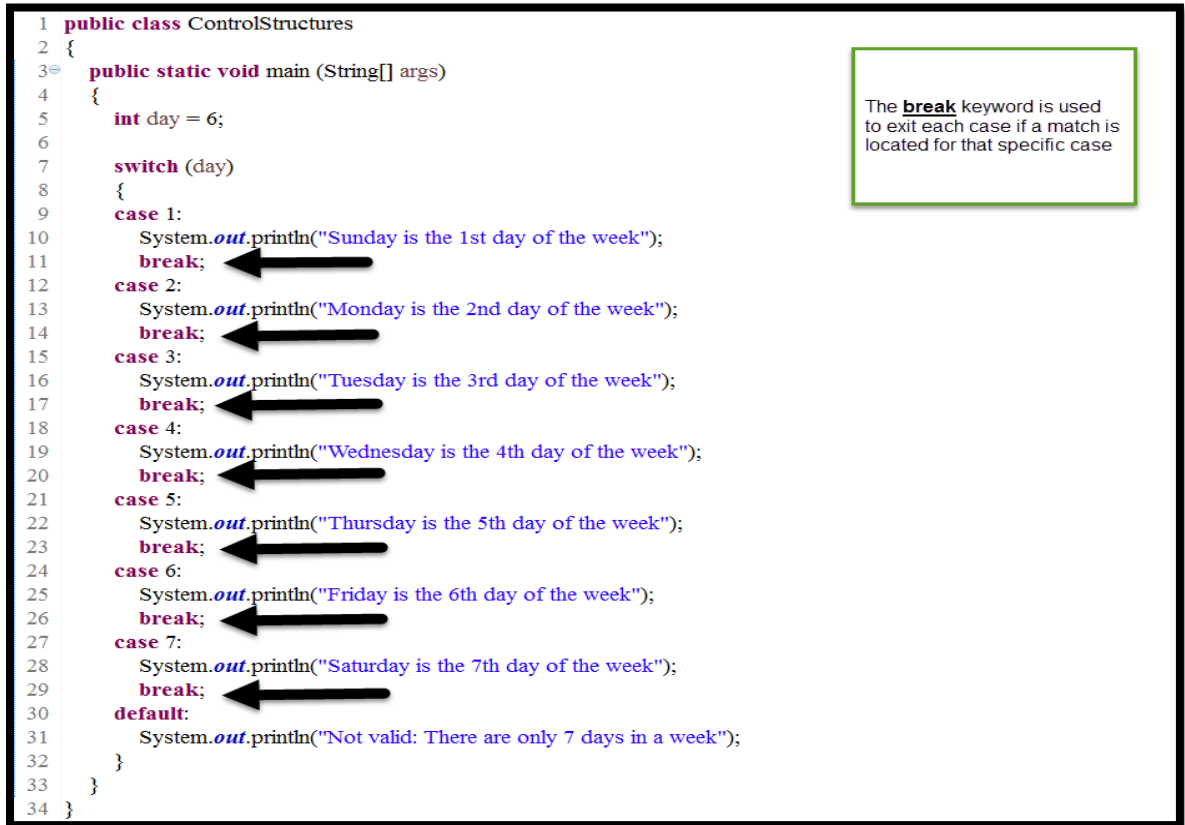 1 public class ControlStructures
2 {
3 public static void main (String[] args)
4 {
5 int day = 6;
6
7 switch (day)
8 {
9 case 1:
10 System.out.println("Sunday is the 1st day of the week");
11 break;
12 case 2:
13 System.out.println("Monday is the 2nd day of the week");
14 break;
15 case 3:
16 System.out.println("Tuesday is the 3rd day of the week");
17 break;
18 case 4:
19 System.out.println("Wednesday is the 4th day of the week");
20 break;
21 case 5:
22 System.out.println("Thursday is the 5th day of the week");
23 break;
24 case 6:
25 System.out.println("Friday is the 6th day of the week");
26 break;
27 case 7:
28 System.out.println("Saturday is the 7th day of the week");
29 break;
30 default:
31 System.out.println("Not valid: There are only 7 days in a week");
32 }
33 }
34 }
The break keyword is used
to exit each case if a match is
located for that specific case